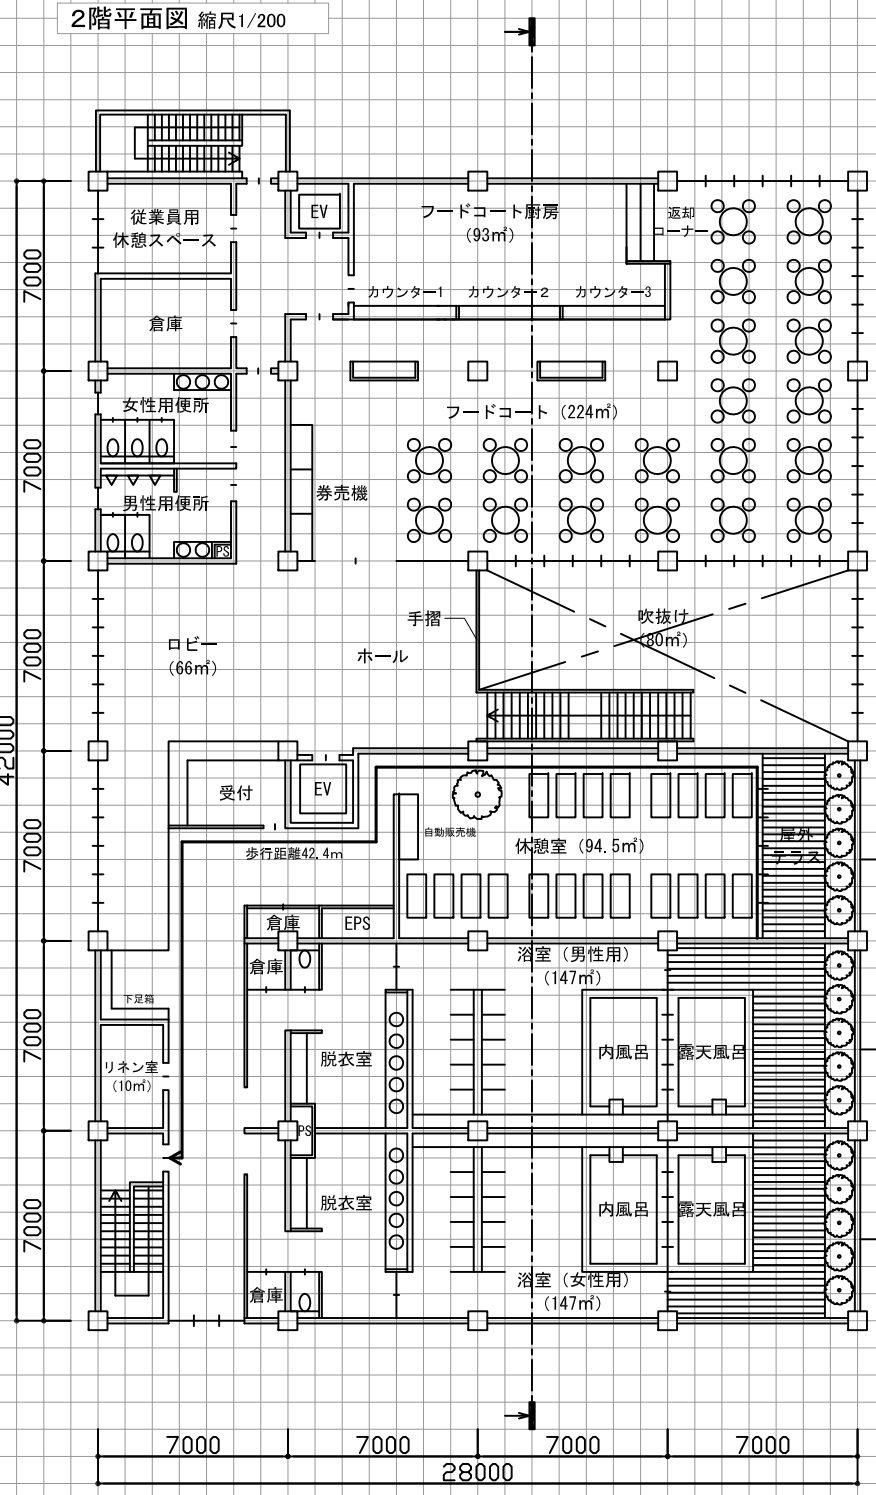 2階平面図 縮尺1/200
従業員用
休憩スペース
EV
フードコート厨房
(93㎡)
返却
コーナー
カウンター1
カウンター2
カウンター3
倉庫
女性用便所
フードコート (224㎡)
男性用便所
券売機
PS
手摺
吹抜け
(80㎡)
ロビー
(66㎡)
ホール
受付
EV
自動販売機
休憩室 (94.5㎡)
屋外
テラス
歩行距離42.4m
倉庫
EPS
倉庫
浴室 (男性用)
(147㎡)
下足箱
リネン室
(10㎡)
脱衣室
内風呂
露天風呂
PS
脱衣室
内風呂
露天風呂
倉庫
浴室 (女性用)
(147㎡)
7000
7000
7000
7000
7000
7000
42000
7000
7000
7000
7000
28000